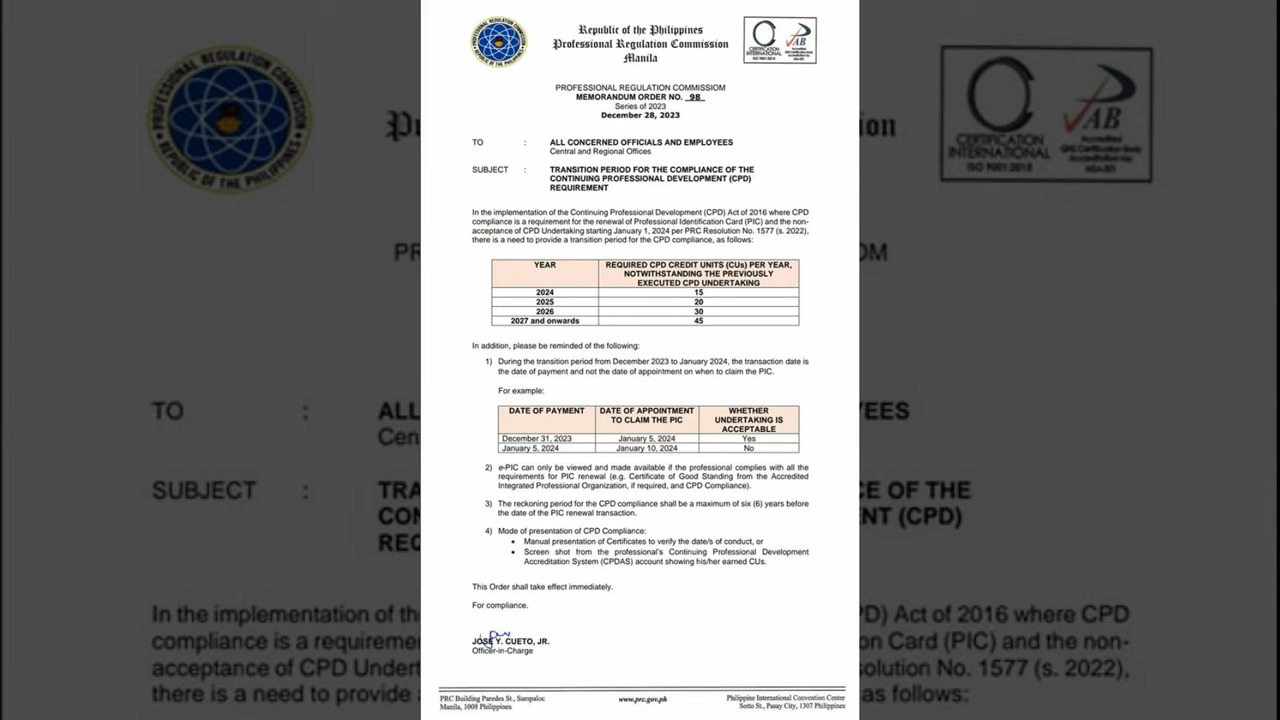 Republic of the Philippines
Professional Regulation Commission
Manila
CERTIFICATION
INTERNATIONAL
ISO 9001:2015
AB
PROFESSIONAL REGULATION COMMISSIOM
MEMORANDUM ORDER NO. 98
Series of 2023
December 28, 2023
TO : ALL CONCERNED OFFICIALS AND EMPLOYEES
Central and Regional Offices
SUBJECT : TRANSITION PERIOD FOR THE COMPLIANCE OF THE
CONTINUING PROFESSIONAL DEVELOPMENT (CPD)
REQUIREMENT
In the implementation of the Continuing Professional Development (CPD) Act of 2016 where CPD
compliance is a requirement for the renewal of Professional Identification Card (PIC) and the non-
acceptance of CPD Undertaking starting January 1, 2024 per PRC Resolution No. 1577 (s. 2022),
there is a need to provide a transition period for the CPD compliance, as follows:
YEAR REQUIRED CPD CREDIT UNITS (CUs) PER YEAR,
NOTWITHSTANDING THE PREVIOUSLY
EXECUTED CPD UNDERTAKING
2024 15
2025 20
2026 30
2027 and onwards 45
In addition, please be reminded of the following:
1) During the transition period from December 2023 to January 2024, the transaction date is
the date of payment and not the date of appointment on when to claim the PIC.
For example:
DATE OF PAYMENT DATE OF APPOINTMENT WHETHER
TO CLAIM THE PIC UNDERTAKING IS
ACCEPTABLE
December 31, 2023 January 5, 2024 Yes
January 5, 2024 January 10, 2024 No
2) e-PIC can only be viewed and made available if the professional complies with all the
requirements for PIC renewal (e.g. Certificate of Good Standing from the Accredited
Integrated Professional Organization, if required, and CPD Compliance).
3) The reckoning period for the CPD compliance shall be a maximum of six (6) years before
the date of the PIC renewal transaction.
4) Mode of presentation of CPD Compliance:
• Manual presentation of Certificates to verify the date/s of conduct, or
• Screen shot from the professional's Continuing Professional Development
Accreditation System (CPDAS) account showing his/her earned CUs.
This Order shall take effect immediately.
For compliance.
JOSE Y. CUETO, JR.
Officer-in-Charge
PRC Building Paredes St., Sampaloc
Manila, 1008 Philippines
www.prc.gov.ph
Philippine International Convention Center
Sotto St., Pasay City, 1307 Philippines